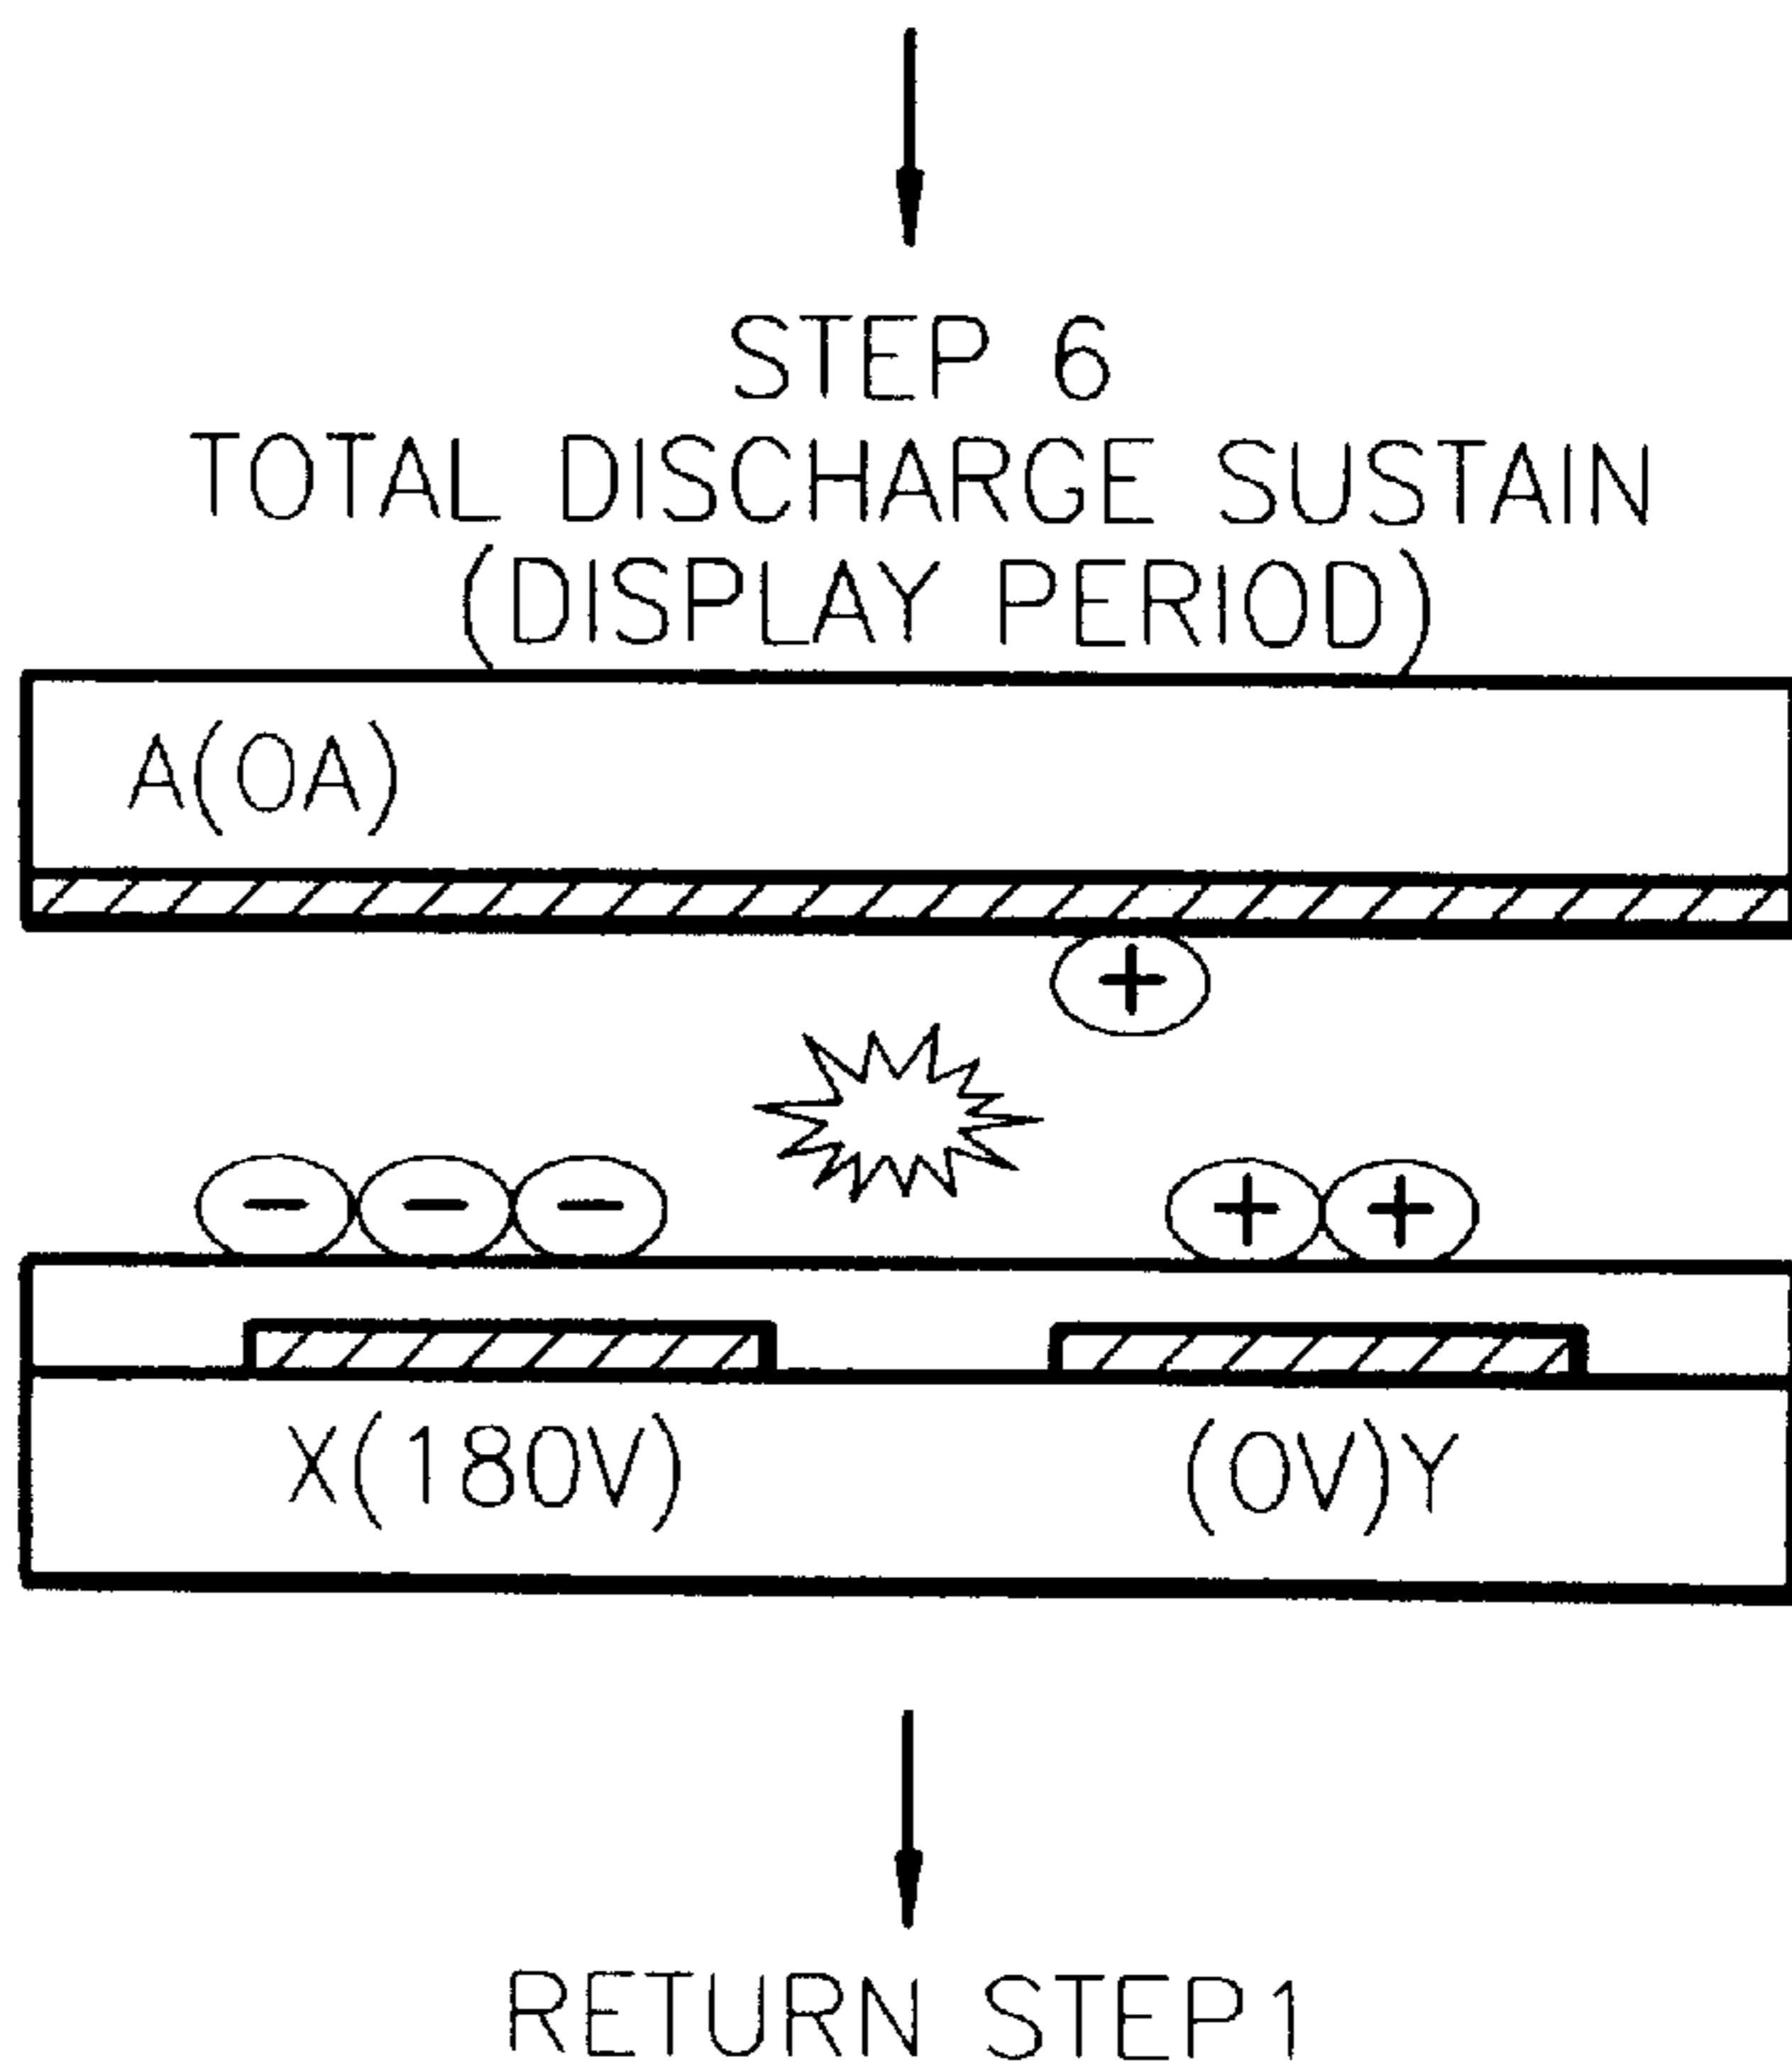 STEP 6
TOTAL DISCHARGE SUSTAIN
(DISPLAY PERIOD)
A(0A)
+
- - - + +
X(180V) (0V)Y
RETURN STEP1